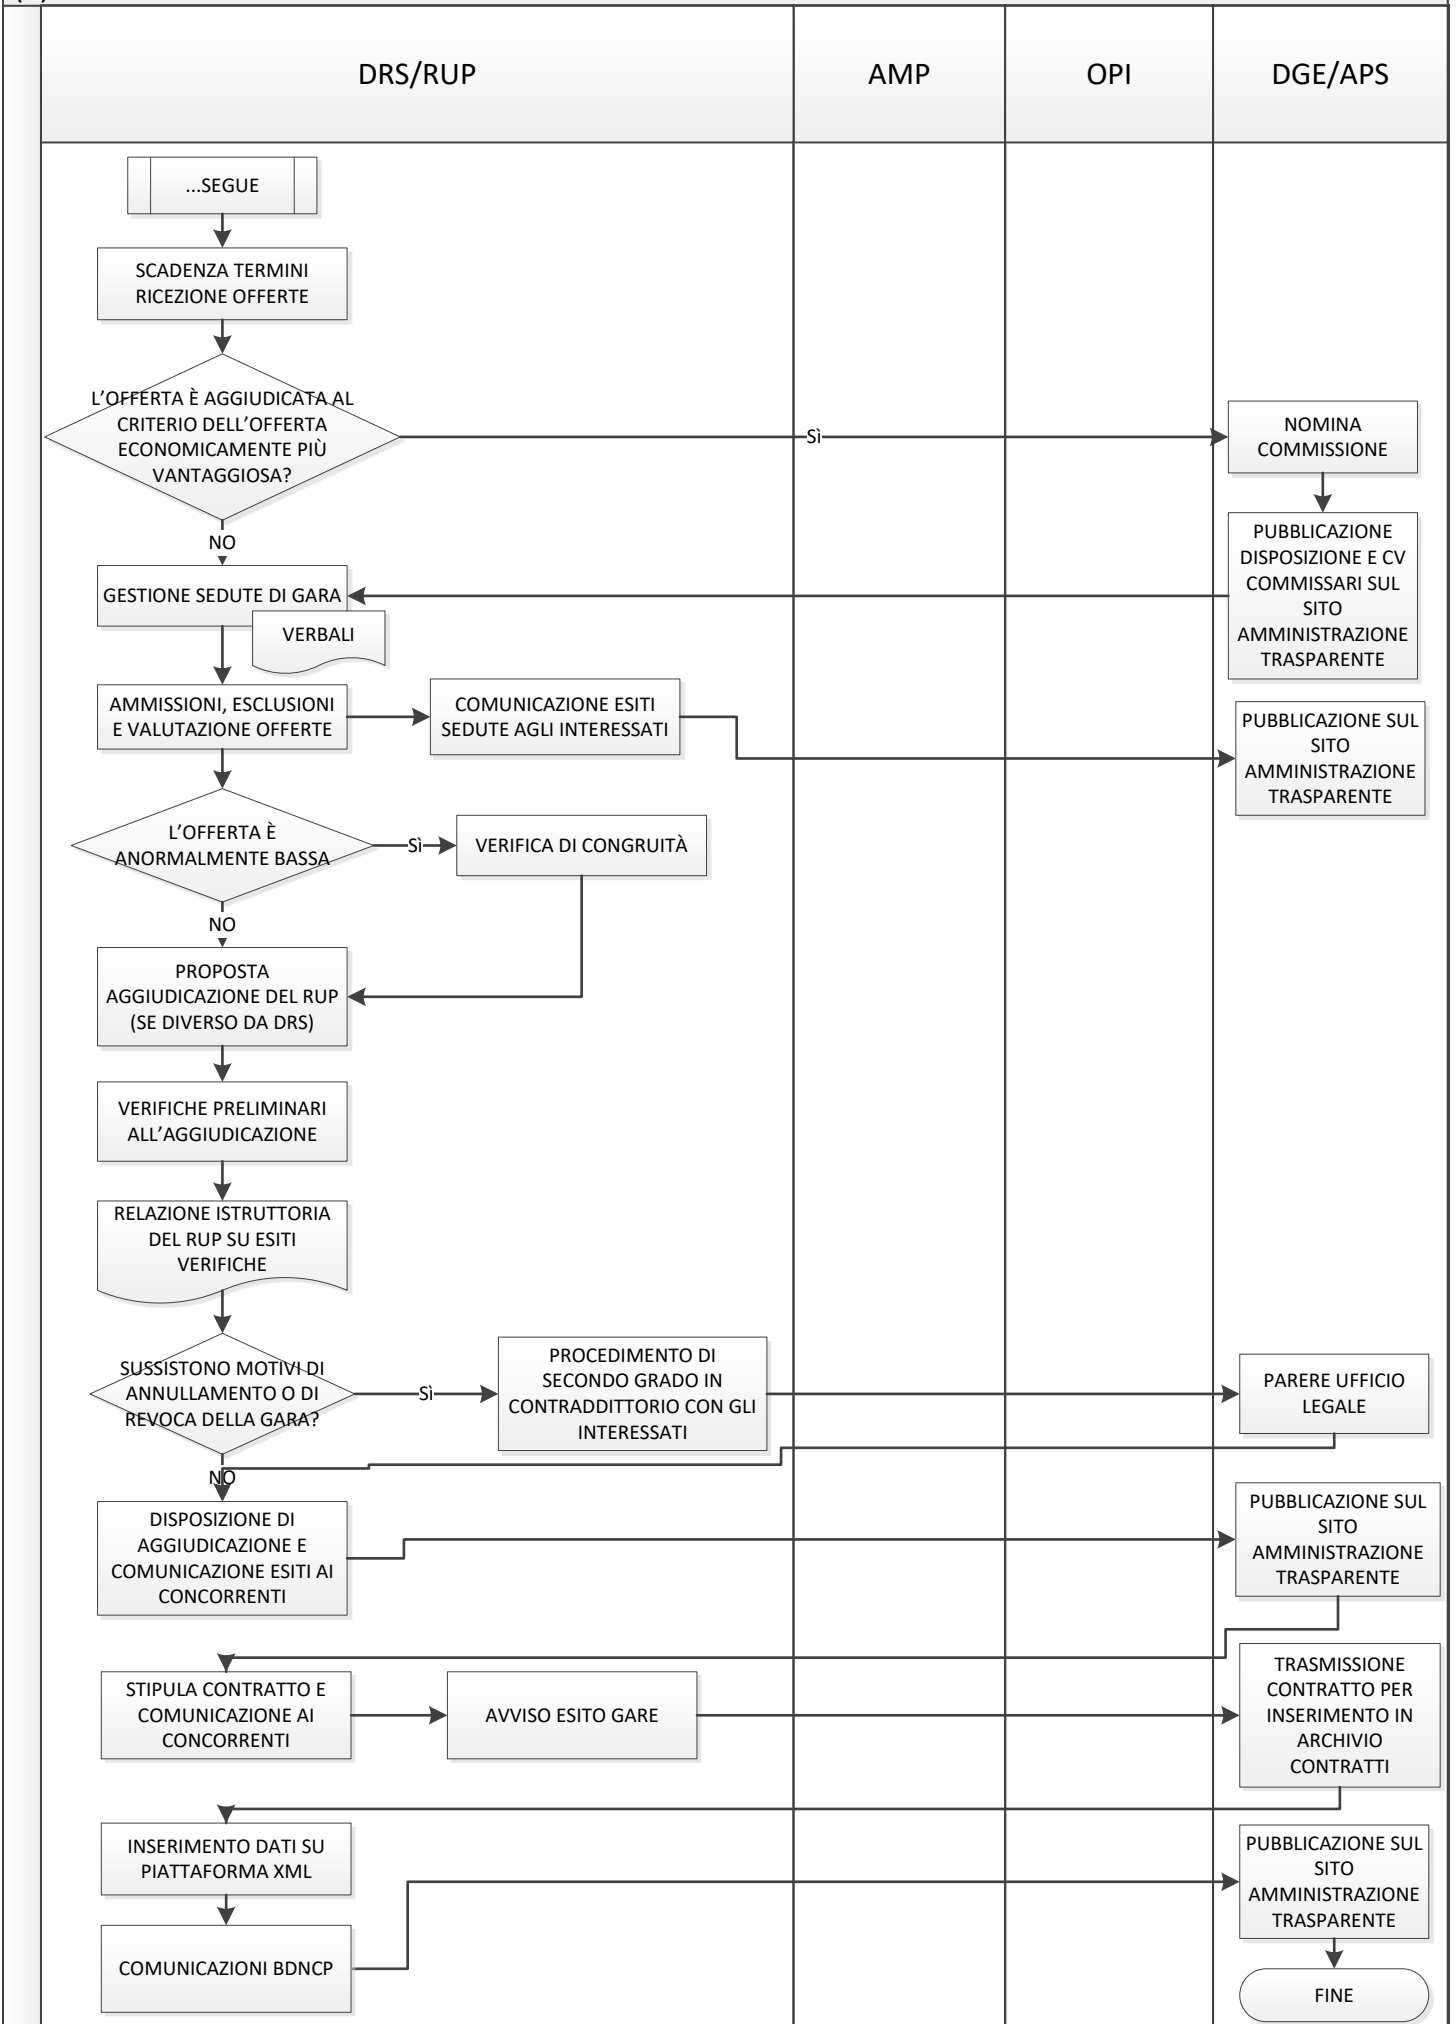 DRS/RUP
AMP
OPI
DGE/APS
...SEGUE
SCADENZA TERMINI
RICEZIONE OFFERTE
L’OFFERTA È AGGIUDICATA AL
CRITERIO DELL’OFFERTA
ECONOMICAMENTE PIÙ
VANTAGGIOSA?
Sì
NOMINA
COMMISSIONE
NO
PUBBLICAZIONE
DISPOSIZIONE E CV
COMMISSARI SUL
SITO
AMMINISTRAZIONE
TRASPARENTE
GESTIONE SEDUTE DI GARA
VERBALI
AMMISSIONI, ESCLUSIONI
E VALUTAZIONE OFFERTE
COMUNICAZIONE ESITI
SEDUTE AGLI INTERESSATI
PUBBLICAZIONE SUL
SITO
AMMINISTRAZIONE
TRASPARENTE
L’OFFERTA È
ANORMALMENTE BASSA
Sì
VERIFICA DI CONGRUITÀ
NO
PROPOSTA
AGGIUDICAZIONE DEL RUP
(SE DIVERSO DA DRS)
VERIFICHE PRELIMINARI
ALL’AGGIUDICAZIONE
RELAZIONE ISTRUTTORIA
DEL RUP SU ESITI
VERIFICHE
SUSSISTONO MOTIVI DI
ANNULLAMENTO O DI
REVOCA DELLA GARA?
Sì
PROCEDIMENTO DI
SECONDO GRADO IN
CONTRADDITTORIO CON GLI
INTERESSATI
PARERE UFFICIO
LEGALE
NO
DISPOSIZIONE DI
AGGIUDICAZIONE E
COMUNICAZIONE ESITI AI
CONCORRENTI
PUBBLICAZIONE SUL
SITO
AMMINISTRAZIONE
TRASPARENTE
STIPULA CONTRATTO E
COMUNICAZIONE AI
CONCORRENTI
AVVISO ESITO GARE
TRASMISSIONE
CONTRATTO PER
INSERIMENTO IN
ARCHIVIO
CONTRATTI
INSERIMENTO DATI SU
PIATTAFORMA XML
PUBBLICAZIONE SUL
SITO
AMMINISTRAZIONE
TRASPARENTE
COMUNICAZIONI BDNCP
FINE